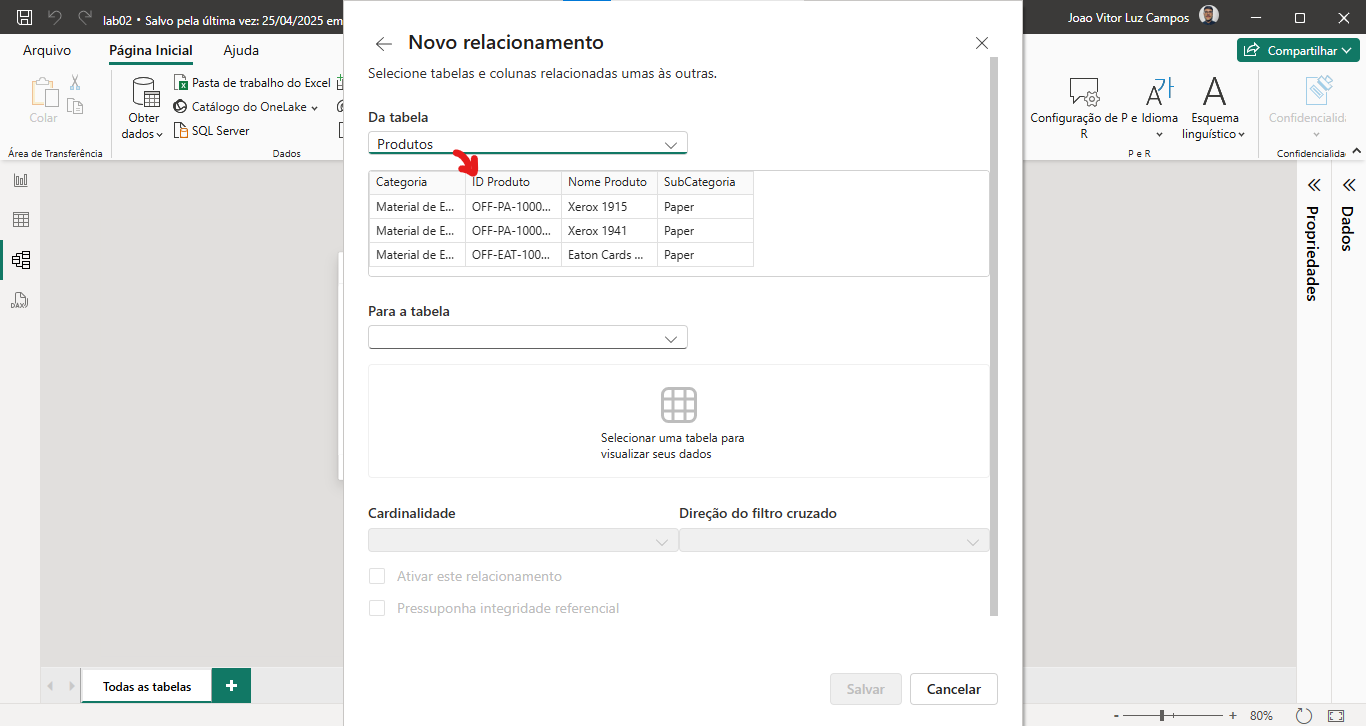 lab02 • Salvo pela última vez: 25/04/2025 em
Joao Vitor Luz Campos
Arquivo
Página Inicial
Ajuda
Compartilhar
Colar
Área de Transferência
Obter
dados
Pasta de trabalho do Excel
Catálogo do OneLake
SQL Server
Dados
Configuração de P e
R
Idioma
Esquema
linguístico
P e R
Confidencialid
Confidencialida
DAX
Novo relacionamento
Selecione tabelas e colunas relacionadas umas às outras.
Da tabela
Produtos
Categoria ID Produto Nome Produto SubCategoria
Material de E... OFF-PA-1000... Xerox 1915 Paper
Material de E... OFF-PA-1000... Xerox 1941 Paper
Material de E... OFF-EAT-100... Eaton Cards ... Paper
Para a tabela
Selecionar uma tabela para
visualizar seus dados
Cardinalidade
Direção do filtro cruzado
Ativar este relacionamento
Pressuponha integridade referencial
Salvar
Cancelar
Propriedades
Dados
Todas as tabelas
+
- + 80%